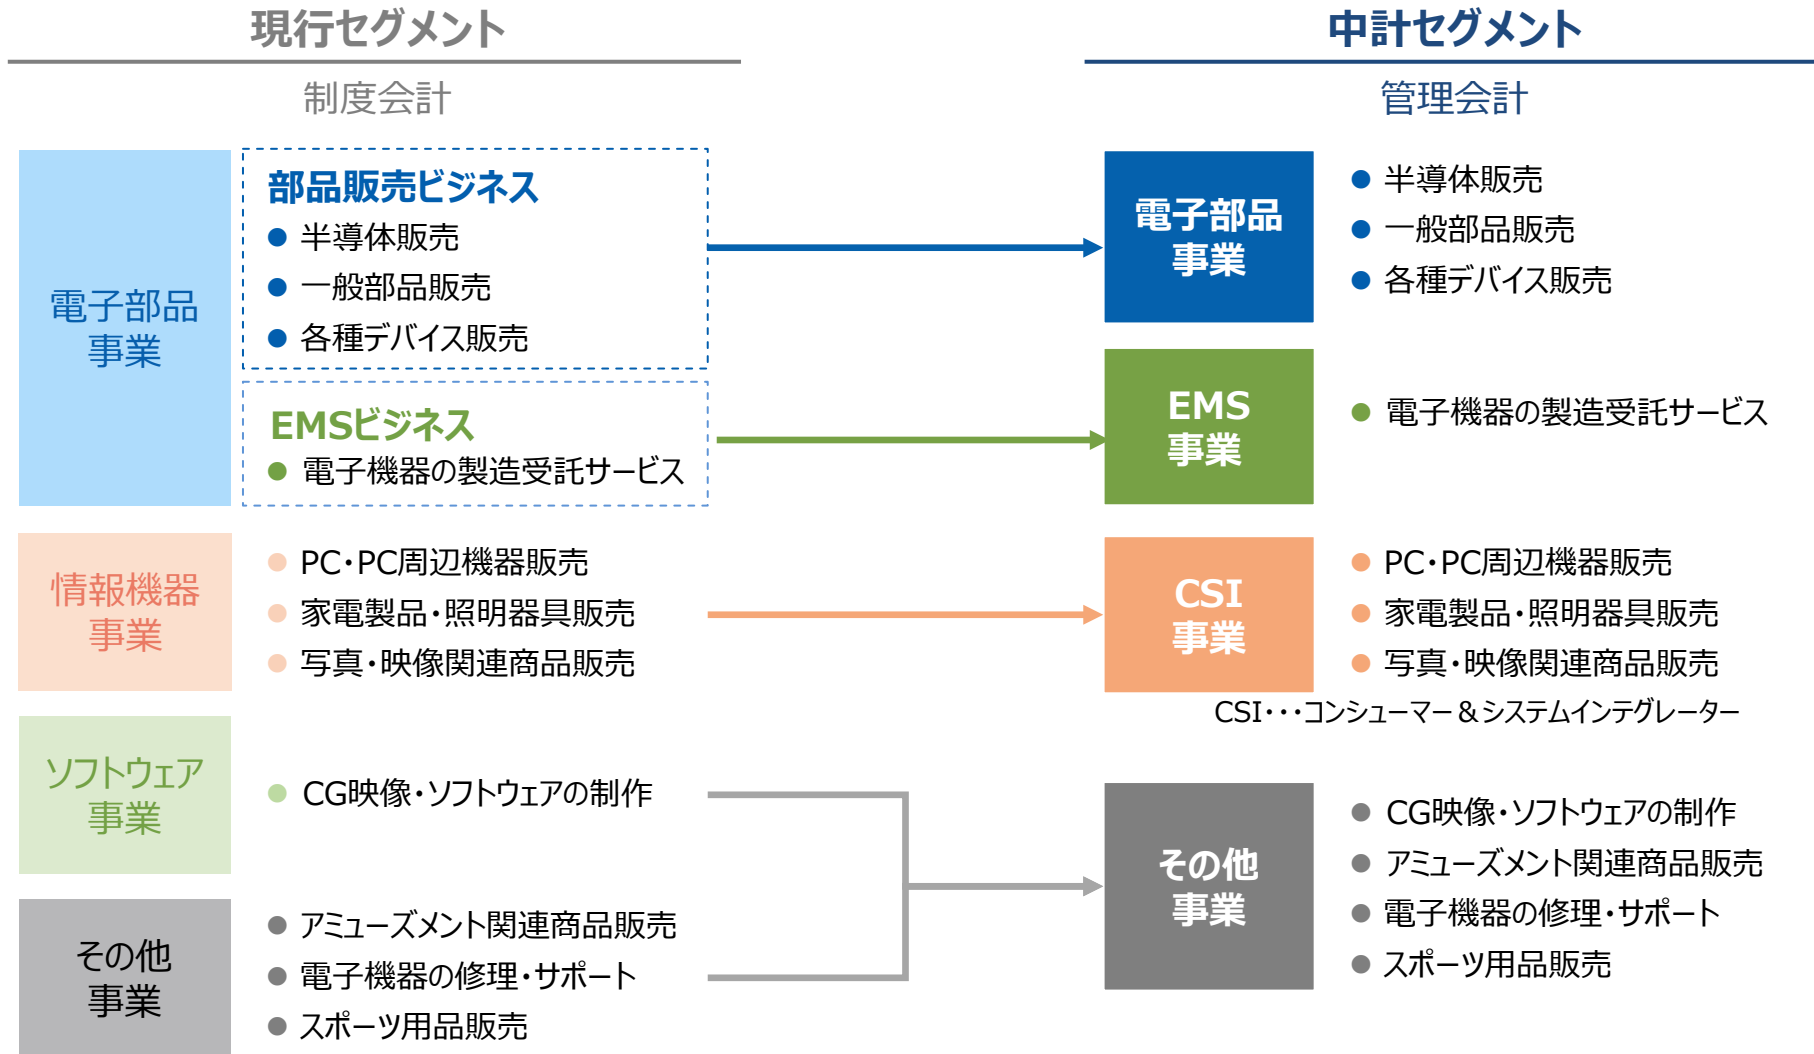 現行セグメント
制度会計
電子部品
事業
部品販売ビジネス
半導体販売
一般部品販売
各種デバイス販売
EMSビジネス
電子機器の製造受託サービス
情報機器
事業
PC・PC周辺機器販売
家電製品・照明器具販売
写真・映像関連商品販売
ソフトウェア
事業
CG映像・ソフトウェアの制作
その他
事業
アミューズメント関連商品販売
電子機器の修理・サポート
スポーツ用品販売
中計セグメント
管理会計
電子部品
事業
半導体販売
一般部品販売
各種デバイス販売
EMS
事業
電子機器の製造受託サービス
CSI
事業
PC・PC周辺機器販売
家電製品・照明器具販売
写真・映像関連商品販売
CSI・・・コンシューマー＆システムインテグレーター
その他
事業
CG映像・ソフトウェアの制作
アミューズメント関連商品販売
電子機器の修理・サポート
スポーツ用品販売